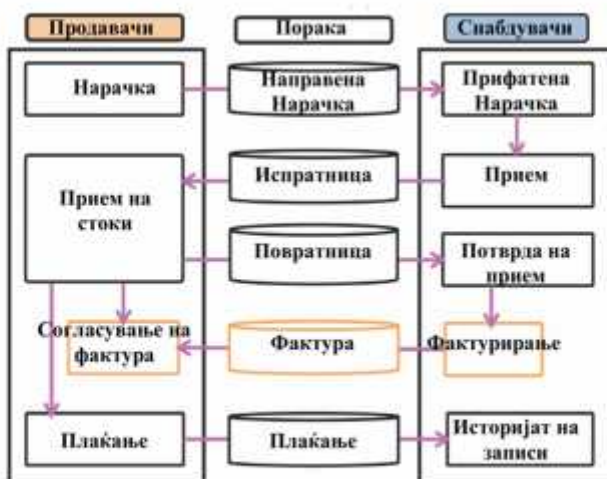 Продавачи
Порака
Снабдувачи
Нарачка
Направена
Нарачка
Прифатена
Нарачка
Прием на
стоки
Испратница
Прием
Повратница
Потврда на
прием
Согласување на
фактура
Фактура
Фактурирање
Плаќање
Плаќање
Историјат на
записи